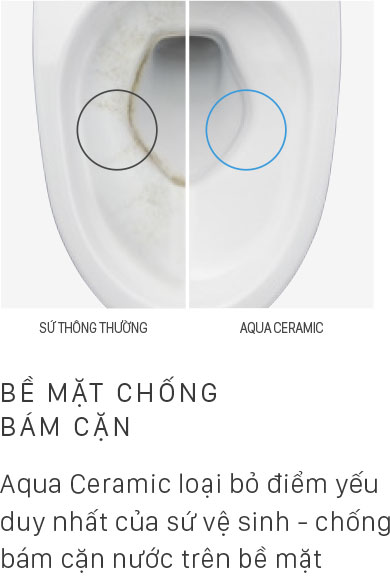 SỨ THÔNG THƯỜNG
AQUA CERAMIC
BỀ MẶT CHỐNG
BÁM CẶN
Aqua Ceramic loại bỏ điểm yếu
duy nhất của sứ vệ sinh - chống
bám cặn nước trên bề mặt